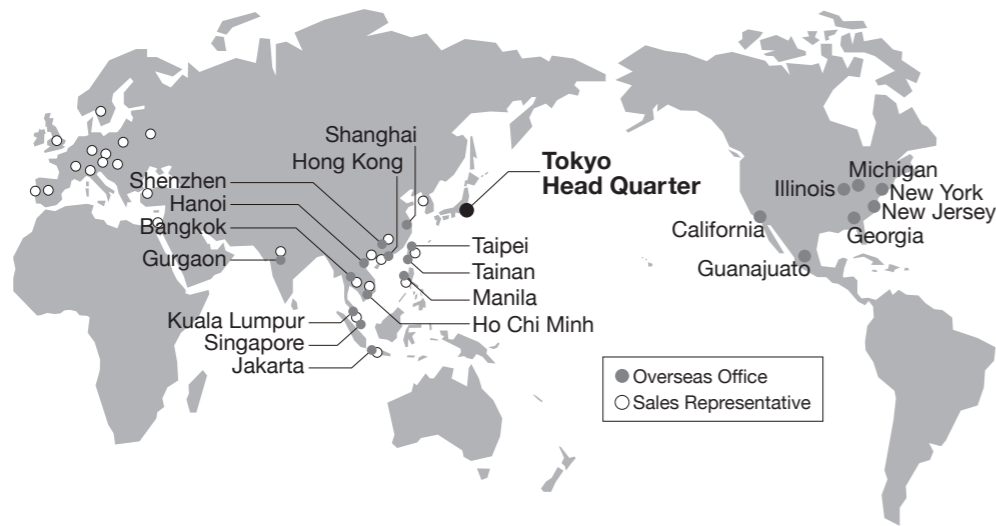 Shanghai
Hong Kong
Shenzhen
Hanoi
Bangkok
Gurgaon
Kuala Lumpur
Singapore
Jakarta
Tokyo
Head Quarter
Taipei
Tainan
Manila
Ho Chi Minh
Michigan
Illinois
New York
New Jersey
California
Georgia
Guanajuato
Overseas Office
Sales Representative